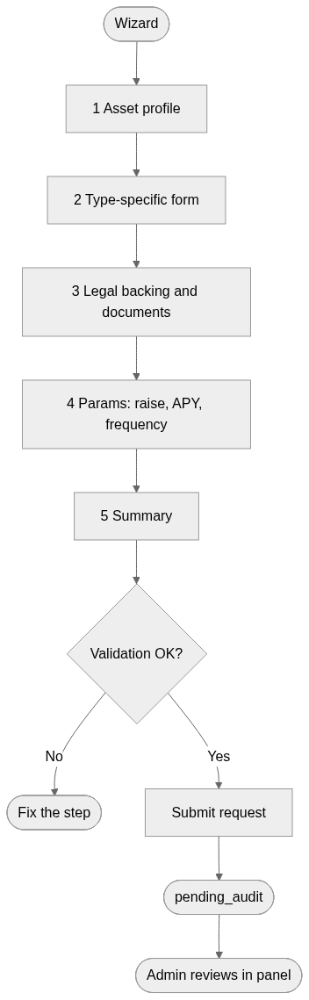 Wizard
1 Asset profile
2 Type-specific form
3 Legal backing and
documents
4 Params: raise, APY,
frequency
5 Summary
Validation OK?
No
Yes
Fix the step
Submit request
pending_audit
Admin reviews in panel